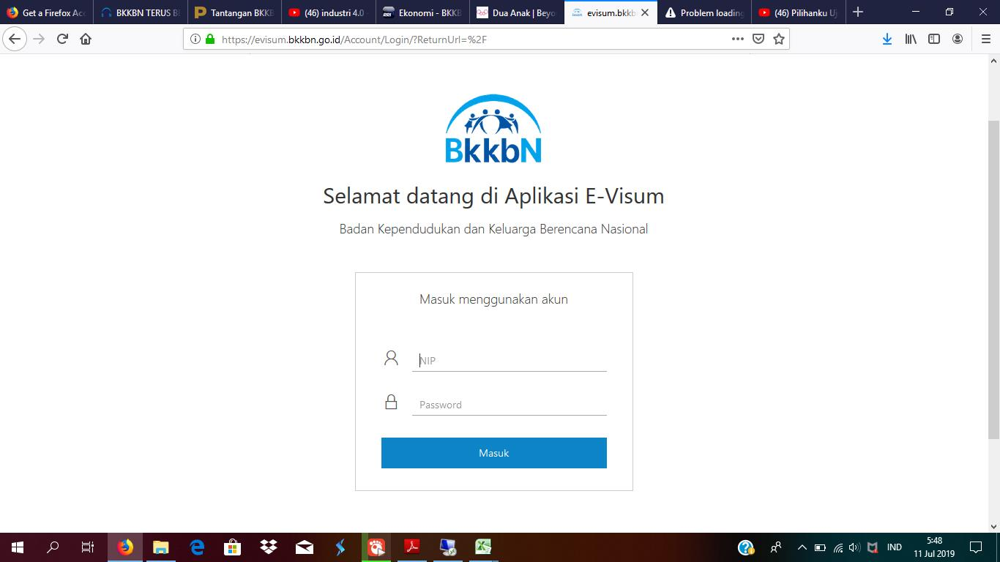 Get a Firefox Acc
BKKBN TERUS BE
Tantangan BKKB
(46) industri 4.0 -
Ekonomi - BKKB
Dua Anak | Beyo
evisum.bkkb
Problem loading
(46) Pilihanku Uj
https://evisum.bkkbn.go.id/Account/Login/?ReturnUrl=%2F
BkkbN
Selamat datang di Aplikasi E-Visum
Badan Kependudukan dan Keluarga Berencana Nasional
Masuk menggunakan akun
NIP
Password
Masuk
IND
5:48
11 Jul 2019